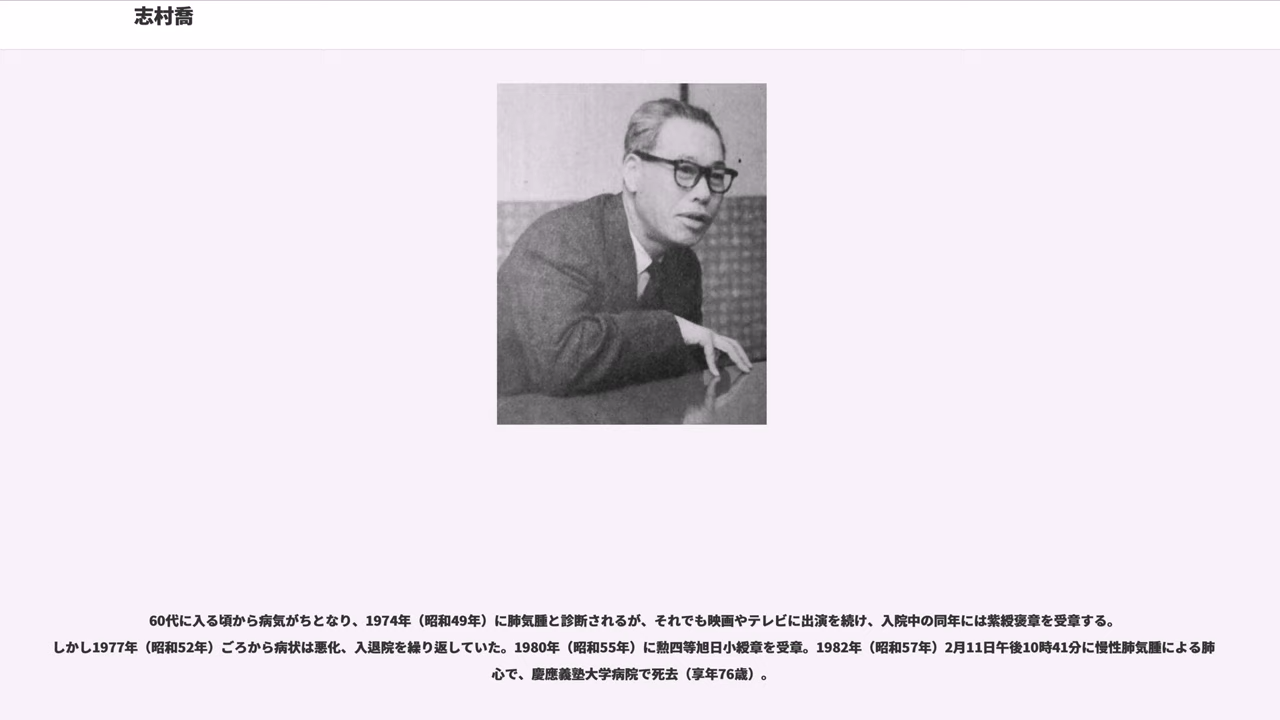 志村喬
60代に入る頃から病気がちとなり、1974年（昭和49年）に肺気腫と診断されるが、それでも映画やテレビに出演を続け、入院中の同年には紫綬褒章を受章する。
しかし1977年（昭和52年）ごろから病状は悪化、入退院を繰り返していた。1980年（昭和55年）に勲四等旭日小綬章を受章。1982年（昭和57年）2月11日午後10時41分に慢性肺気腫による肺
心で、慶應義塾大学病院で死去（享年76歳）。